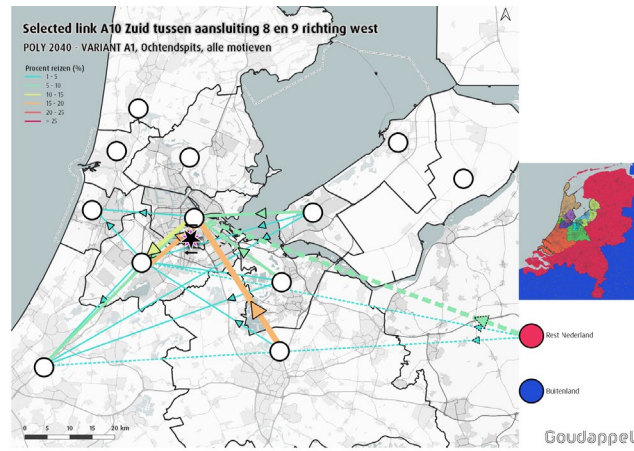 Selected link A10 Zuid tussen aansluiting 8 en 9 richting west
POLY 2040 - VARIANT A1, Ochtendspits, alle motieven
Procent reizen (%)
1 - 5
5 - 10
10 - 15
15 - 20
20 - 25
> 25
Rest Nederland
Buitenland
0 5 10 15 20 km
Goudappel